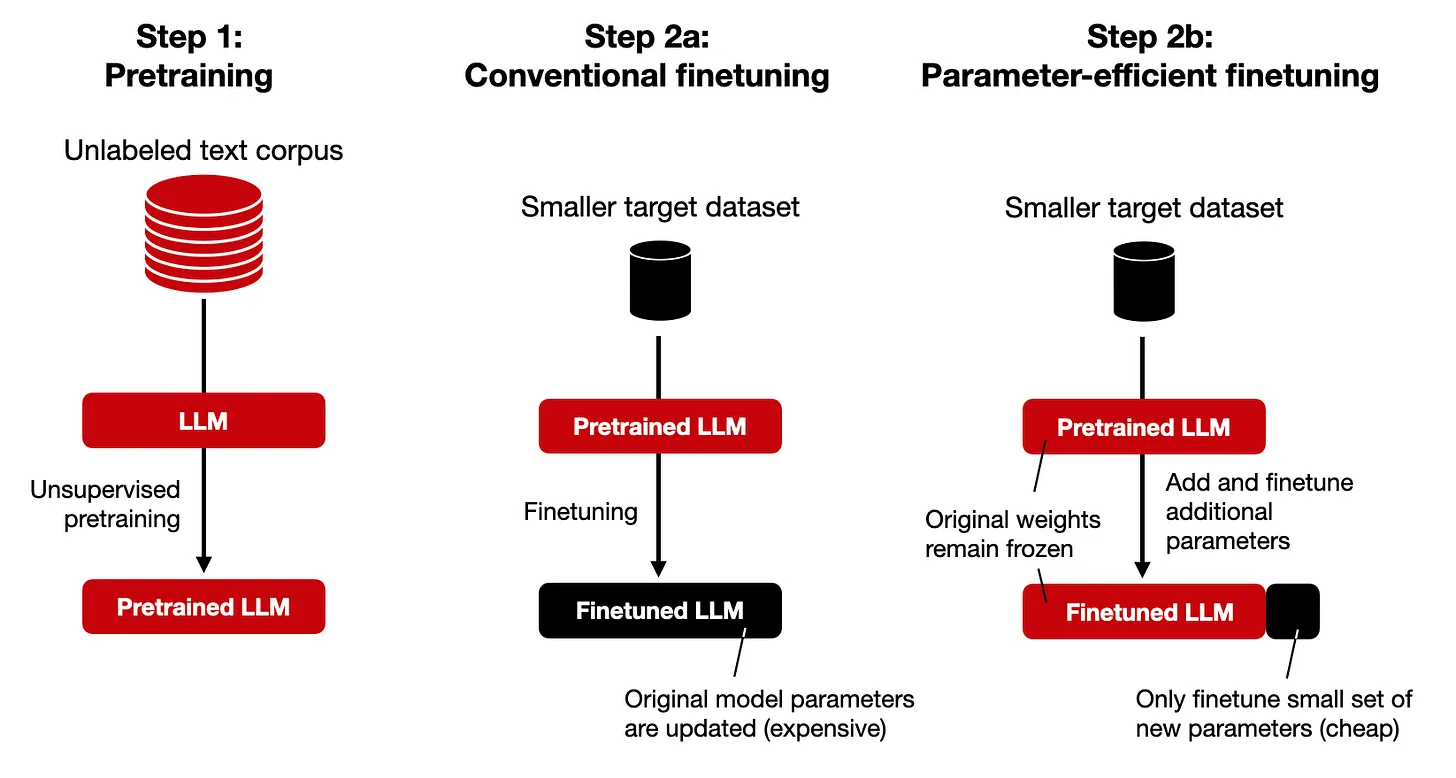 Step 1:
Pretraining
Unlabeled text corpus
LLM
Unsupervised
pretraining
Pretrained LLM
Step 2a:
Conventional finetuning
Smaller target dataset
Pretrained LLM
Finetuning
Finetuned LLM
Original model parameters
are updated (expensive)
Step 2b:
Parameter-efficient finetuning
Smaller target dataset
Pretrained LLM
Original weights
remain frozen
Add and finetune
additional
parameters
Finetuned LLM
Only finetune small set of
new parameters (cheap)